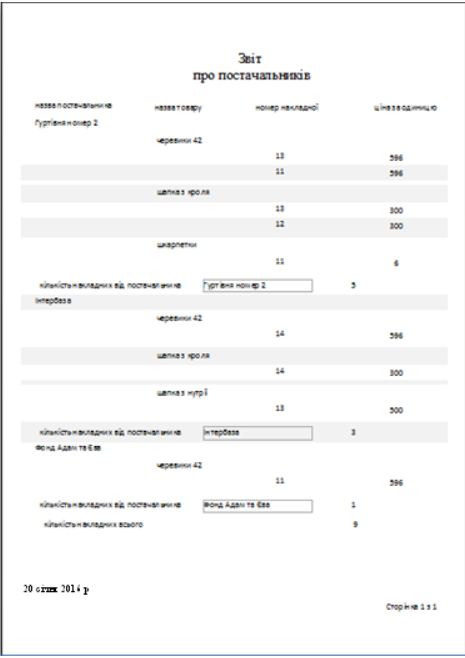 Звіт
про постачальників
назва постачальника назва товару номер накладної ціна за одиницю
Гуртівня номер 2
черевики 42
13 596
11 596
шапка з кроля
13 300
12 300
шкарпетки
11 6
кількість накладних від постачальника Гуртівня номер 2 5
Інтербаза
черевики 42
14 596
шапка з кроля
14 300
шапка з нутрії
13 500
кількість накладних від постачальника Інтербаза 3
Фонд Адам та Єва
черевики 42
11 596
кількість накладних від постачальника Фонд Адам та Єва 1
кількість накладних всього 9
20 січня 2016 р
Сторінка 1 з 1